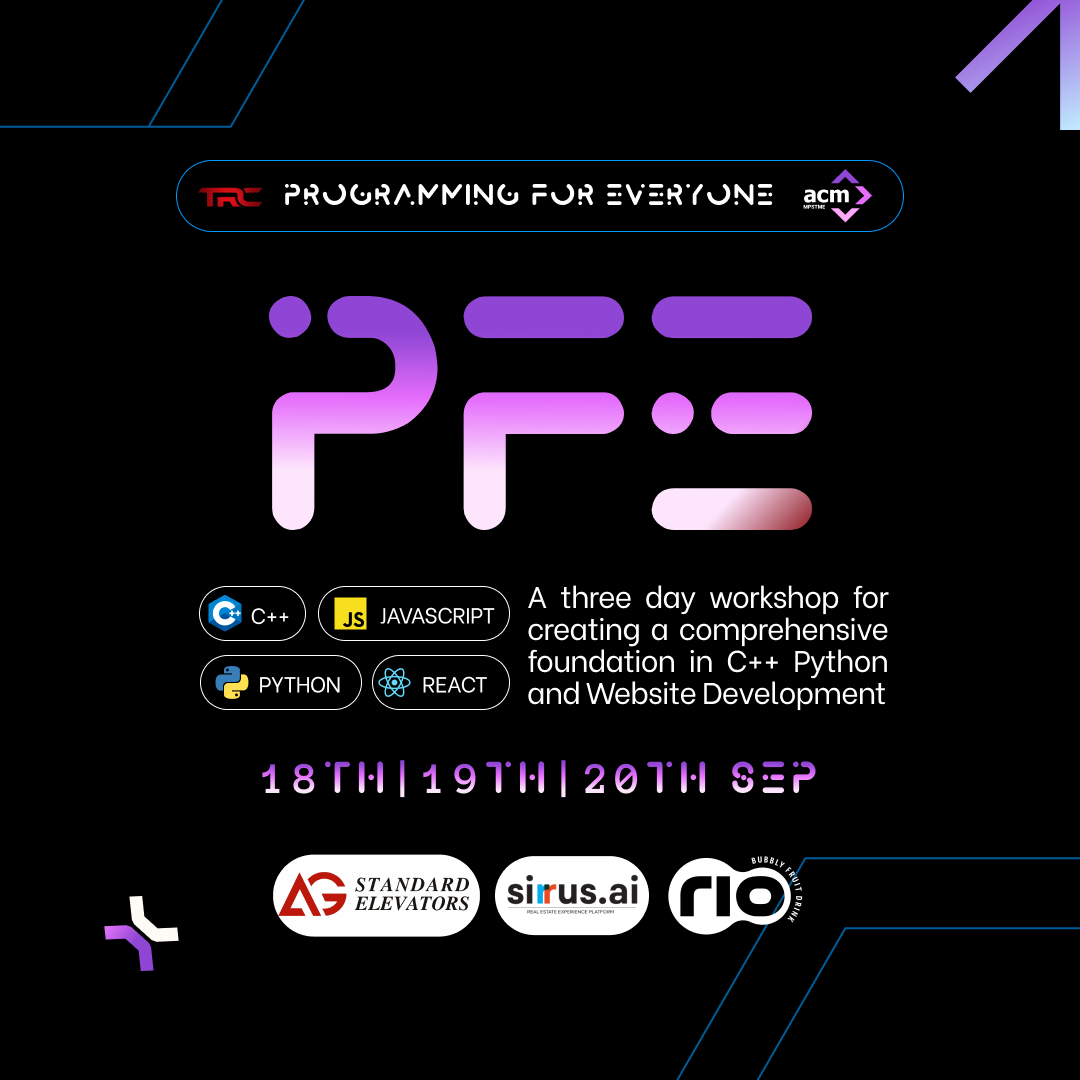 TRC PROGRAMMING FOR EVERYONE acm
MPSTME
PFE
C++ JAVASCRIPT
PYTHON REACT
A three day workshop for
creating a comprehensive
foundation in C++ Python
and Website Development
18TH|19TH|20TH SEP
AG STANDARD
ELEVATORS
sirrus.ai
REAL ESTATE EXPERIENCE PLATFORM
rio
BUBBLY FRUIT DRINK